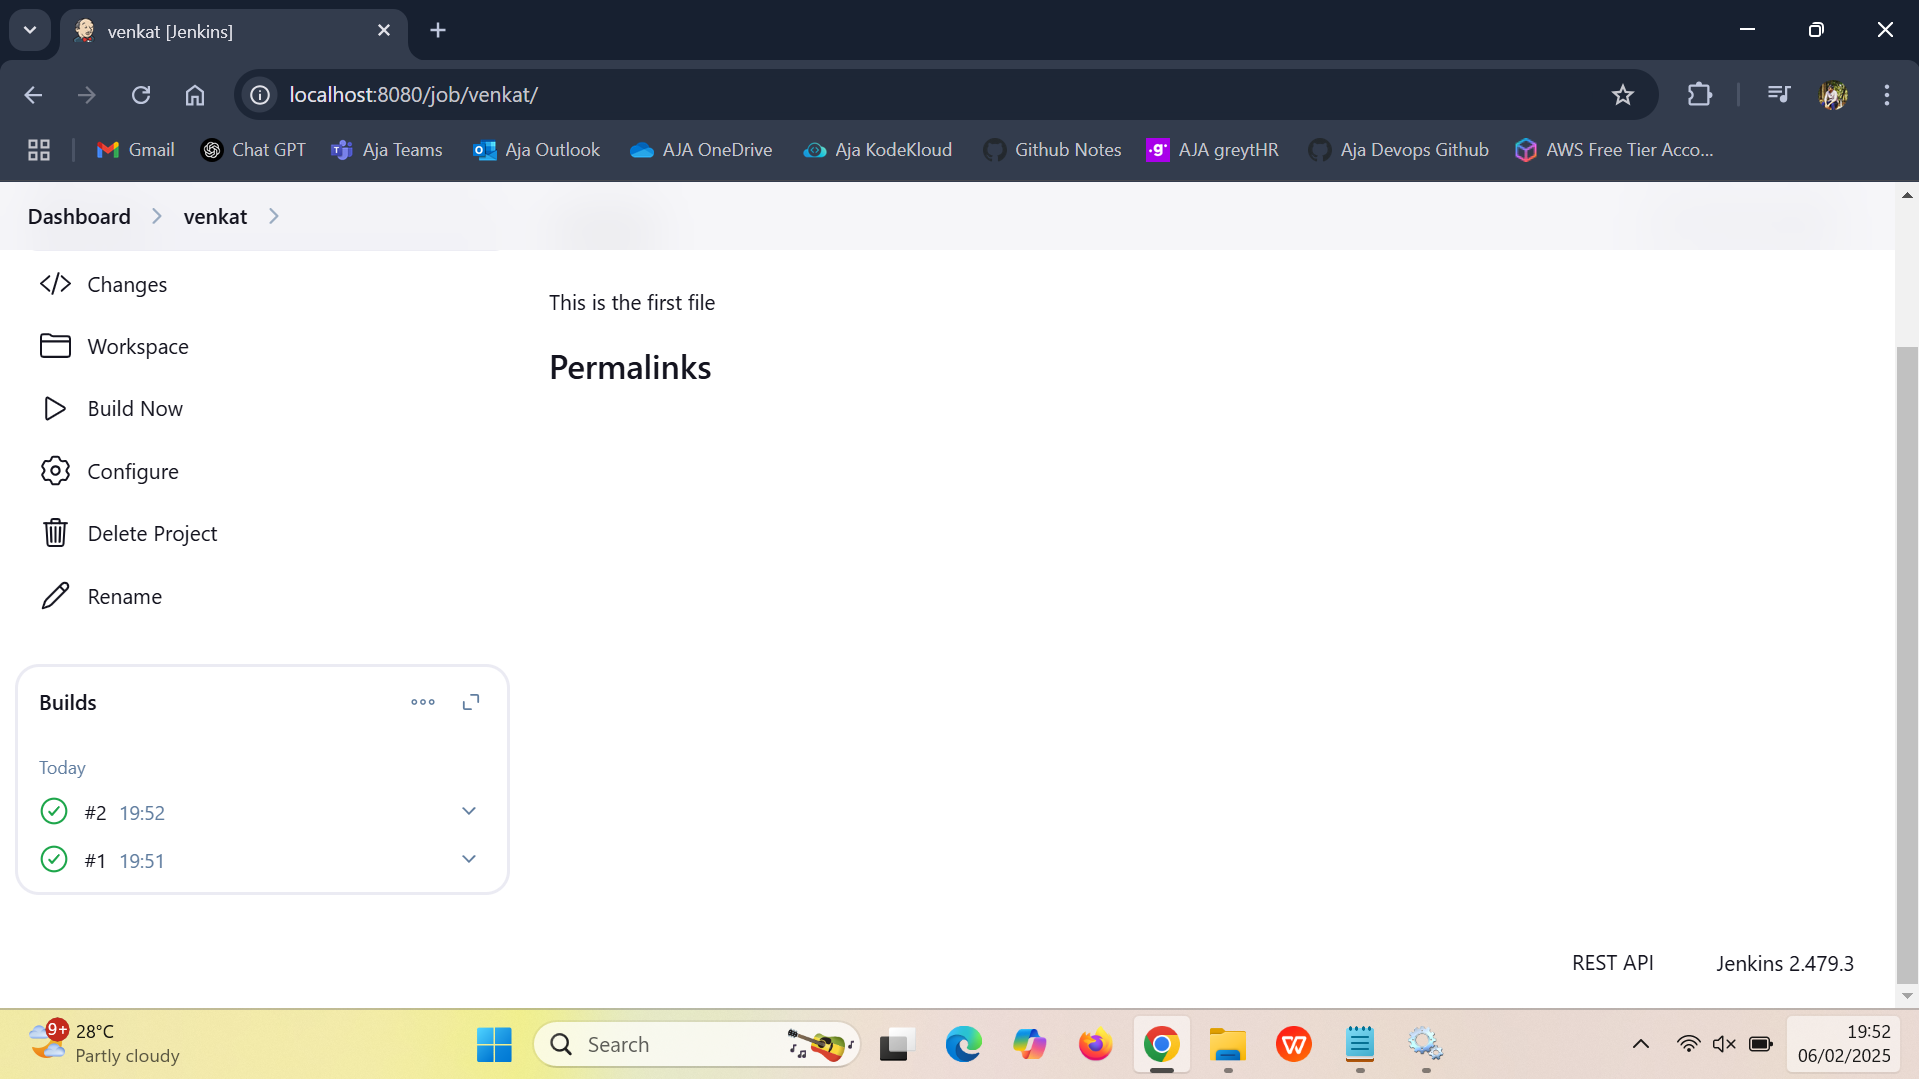 venkat [Jenkins]
localhost:8080/job/venkat/
Gmail Chat GPT Aja Teams Aja Outlook AJA OneDrive Aja KodeKloud Github Notes AJA greytHR Aja Devops Github AWS Free Tier Acco...
Dashboard venkat
Changes
Workspace
Build Now
Configure
Delete Project
Rename
This is the first file
Permalinks
Builds
Today
#2 19:52
#1 19:51
REST API Jenkins 2.479.3
9+ 28°C
Partly cloudy
Search
19:52
06/02/2025